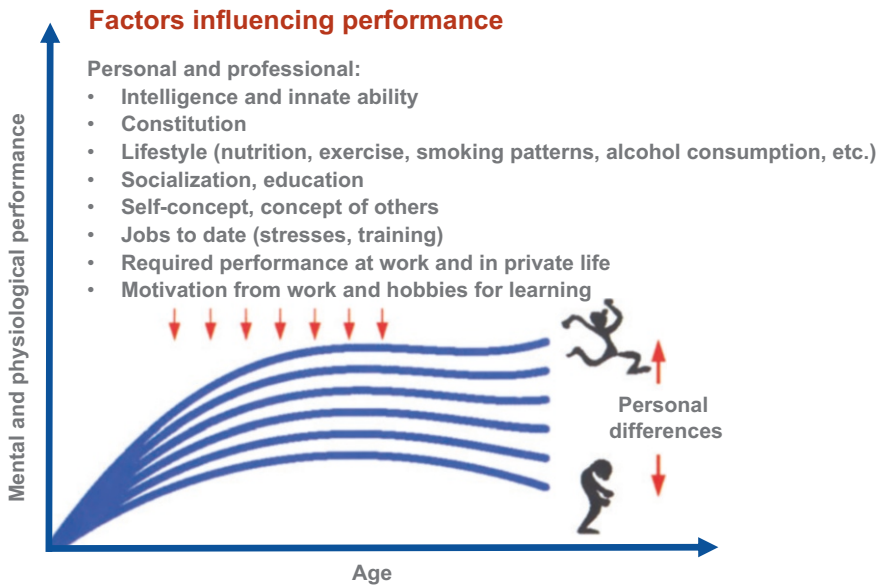 Factors influencing performance
Personal and professional:
• Intelligence and innate ability
• Constitution
• Lifestyle (nutrition, exercise, smoking patterns, alcohol consumption, etc.)
• Socialization, education
• Self-concept, concept of others
• Jobs to date (stresses, training)
• Required performance at work and in private life
• Motivation from work and hobbies for learning
Mental and physiological performance
Personal
differences
Age